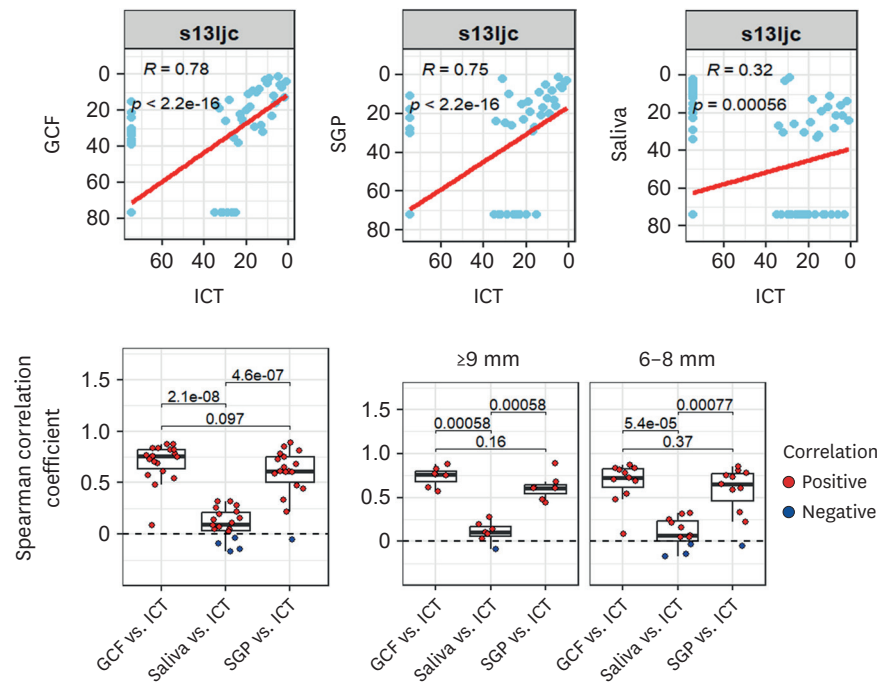 s13ljc
s13ljc
s13ljc
R = 0.78
p < 2.2e-16
GCF
0
20
40
60
80
60
40
20
0
ICT
R = 0.75
p < 2.2e-16
SGP
0
20
40
60
80
60
40
20
0
ICT
R = 0.32
p = 0.00056
Saliva
0
20
40
60
80
60
40
20
0
ICT
Spearman correlation
coefficient
1.5
1.0
0.5
0
4.6e-07
2.1e-08
0.097
GCF vs. ICT
Saliva vs. ICT
SGP vs. ICT
≥9 mm
1.5
1.0
0.5
0
0.00058
0.00058
0.16
GCF vs. ICT
Saliva vs. ICT
SGP vs. ICT
6–8 mm
0.00077
5.4e-05
0.37
GCF vs. ICT
Saliva vs. ICT
SGP vs. ICT
Correlation
Positive
Negative